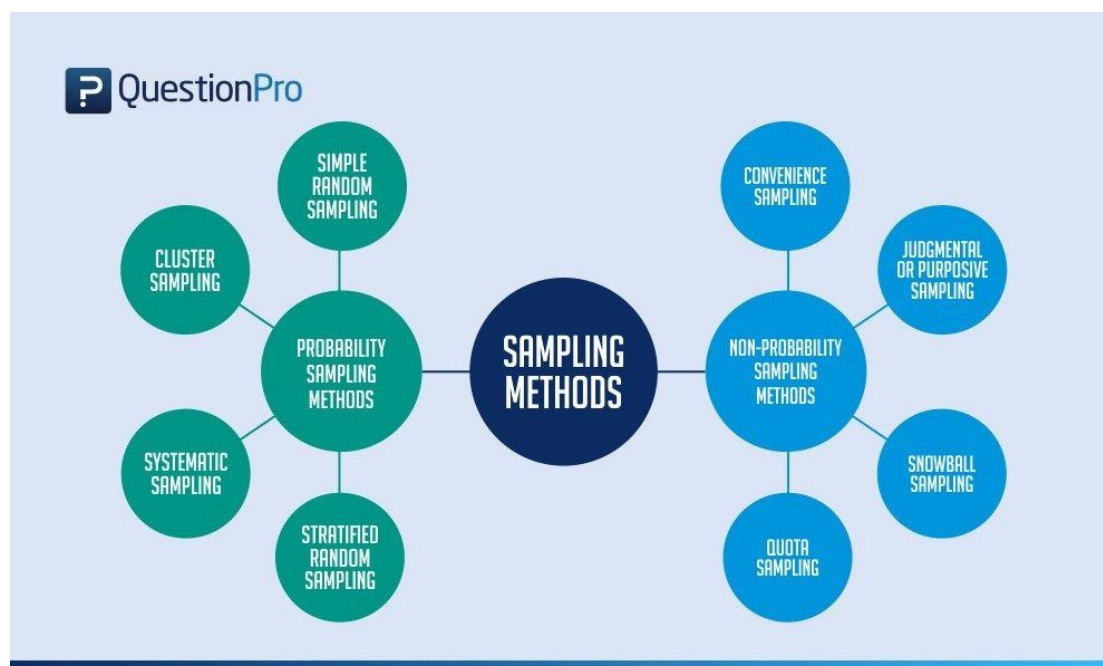 QuestionPro
SIMPLE
RANDOM
SAMPLING
CLUSTER
SAMPLING
PROBABILITY
SAMPLING
METHODS
SYSTEMATIC
SAMPLING
STRATIFIED
RANDOM
SAMPLING
SAMPLING
METHODS
CONVENIENCE
SAMPLING
JUDGMENTAL
OR PURPOSIVE
SAMPLING
NON-PROBABILITY
SAMPLING
METHODS
SNOWBALL
SAMPLING
QUOTA
SAMPLING